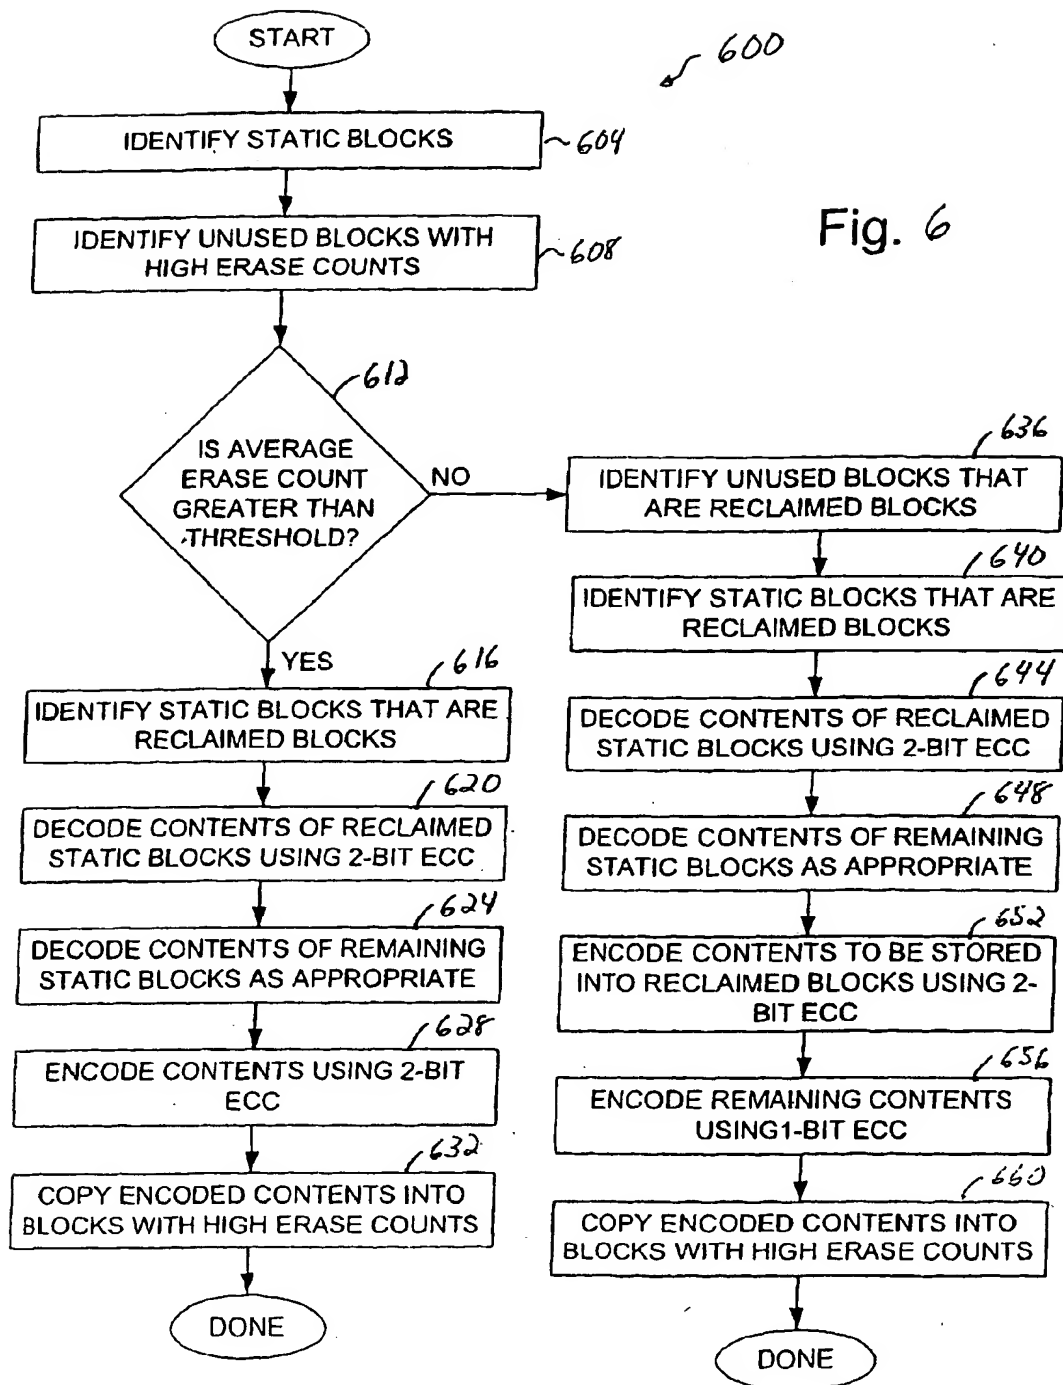 START
600
IDENTIFY STATIC BLOCKS
604
IDENTIFY UNUSED BLOCKS WITH
HIGH ERASE COUNTS
608
Fig. 6
612
IS AVERAGE
ERASE COUNT
GREATER THAN
THRESHOLD?
NO
YES
616
IDENTIFY STATIC BLOCKS THAT ARE
RECLAIMED BLOCKS
620
DECODE CONTENTS OF RECLAIMED
STATIC BLOCKS USING 2-BIT ECC
624
DECODE CONTENTS OF REMAINING
STATIC BLOCKS AS APPROPRIATE
628
ENCODE CONTENTS USING 2-BIT
ECC
632
COPY ENCODED CONTENTS INTO
BLOCKS WITH HIGH ERASE COUNTS
DONE
636
IDENTIFY UNUSED BLOCKS THAT
ARE RECLAIMED BLOCKS
640
IDENTIFY STATIC BLOCKS THAT ARE
RECLAIMED BLOCKS
644
DECODE CONTENTS OF RECLAIMED
STATIC BLOCKS USING 2-BIT ECC
648
DECODE CONTENTS OF REMAINING
STATIC BLOCKS AS APPROPRIATE
652
ENCODE CONTENTS TO BE STORED
INTO RECLAIMED BLOCKS USING 2-
BIT ECC
656
ENCODE REMAINING CONTENTS
USING1-BIT ECC
660
COPY ENCODED CONTENTS INTO
BLOCKS WITH HIGH ERASE COUNTS
DONE